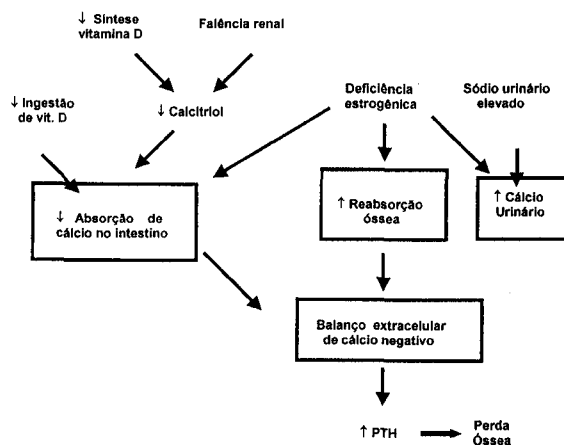 ↓ Síntese
vitamina D
Falência renal
↓ Ingestão
de vit. D
↓ Calcitriol
Deficiência
estrogênica
Sódio urinário
elevado
↓ Absorção de
cálcio no intestino
↑ Reabsorção
óssea
↑ Cálcio
Urinário
Balanço extracelular
de cálcio negativo
↑ PTH
Perda
Óssea